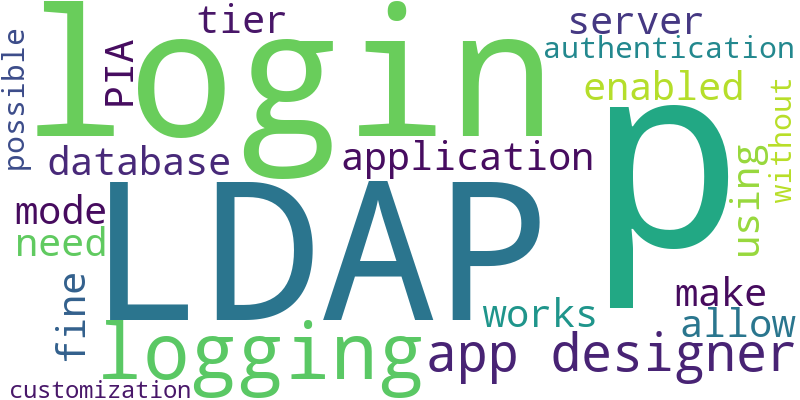 login
tier
server
possible
PIA
authentication
enabled
p
without
database
application
using
LDAP
mode
need
fine
make
works
allow
logging
app designer
customization